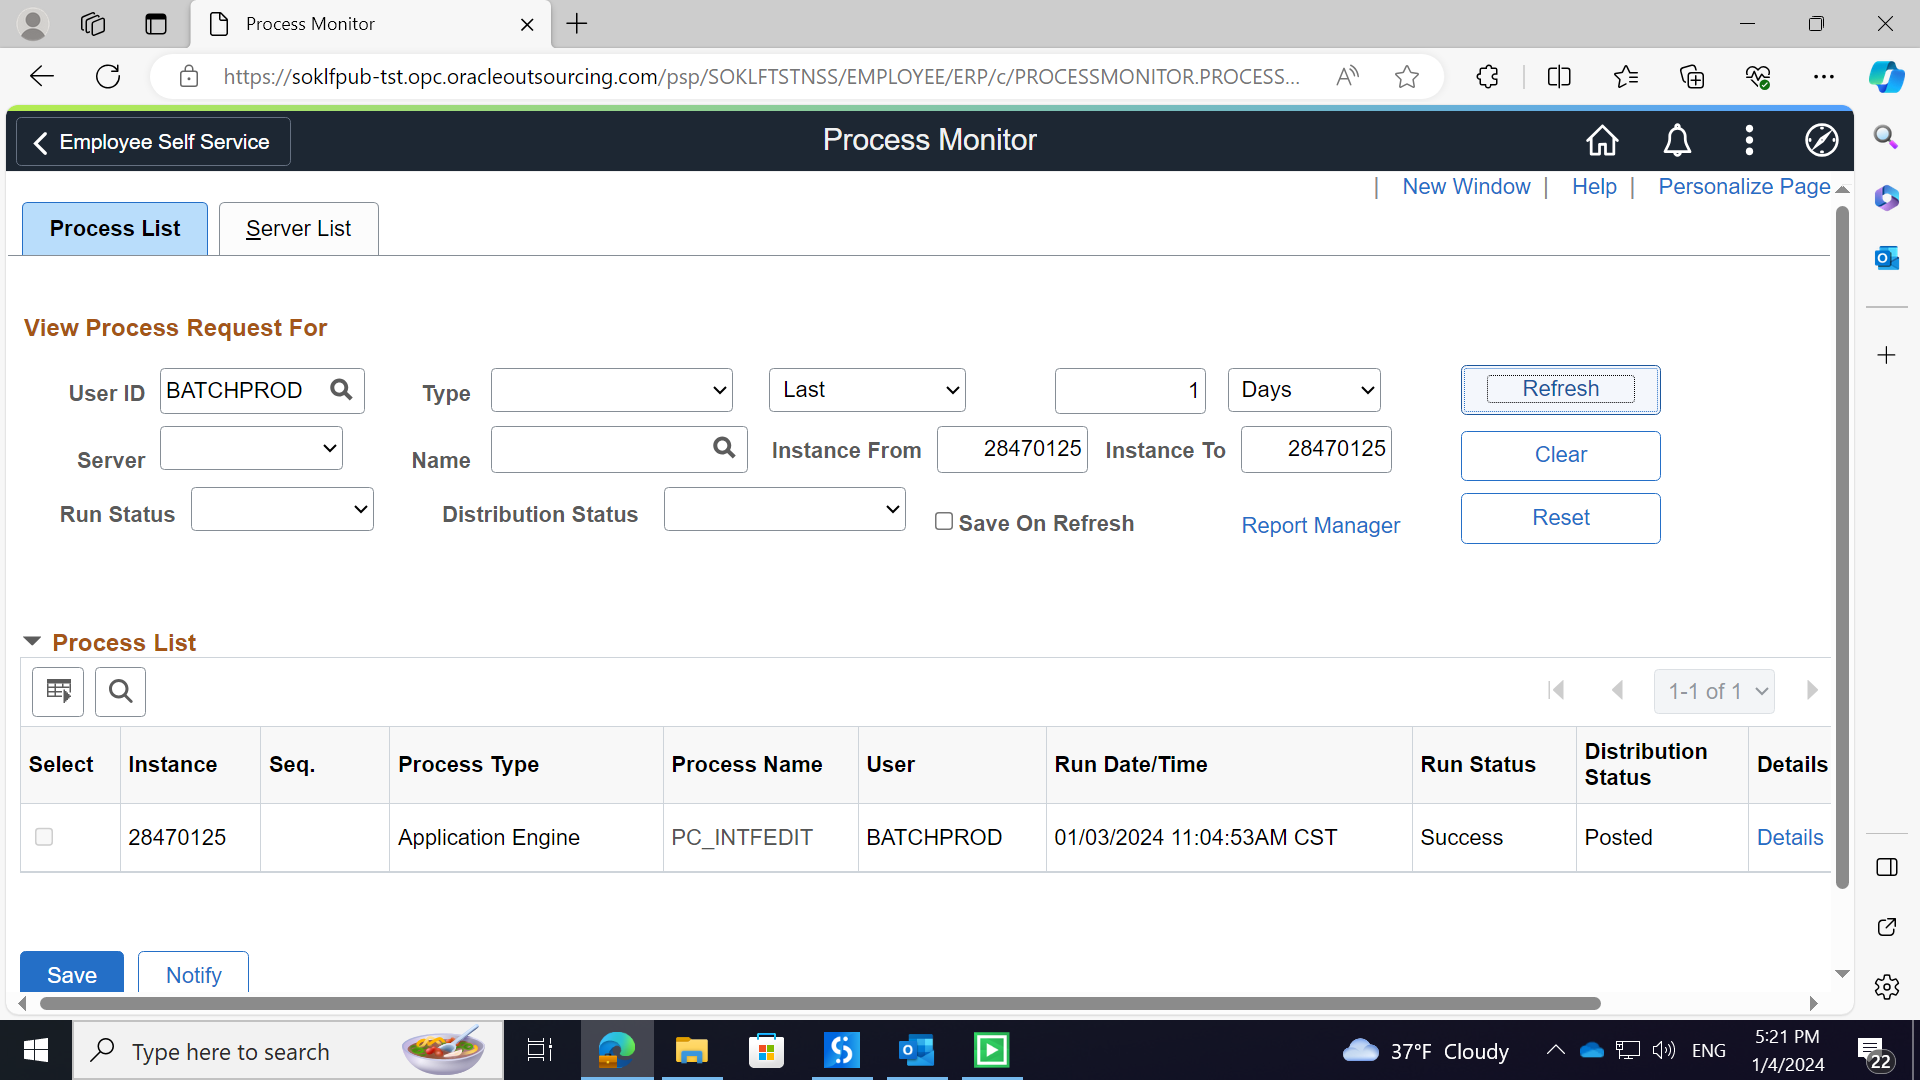 Process Monitor
https://soklfpub-tst.opc.oracleoutsourcing.com/psp/SOKLFTSTNSS/EMPLOYEE/ERP/c/PROCESSMONITOR.PROCESS...
Employee Self Service
Process Monitor
| New Window | Help | Personalize Page
Process List
Server List
View Process Request For
User ID BATCHPROD Type Last 1 Days Refresh
Server Name Instance From 28470125 Instance To 28470125 Clear
Run Status Distribution Status Save On Refresh Report Manager Reset
Process List
1-1 of 1
Select Instance Seq. Process Type Process Name User Run Date/Time Run Status Distribution Status Details
28470125 Application Engine PC_INTFEDIT BATCHPROD 01/03/2024 11:04:53AM CST Success Posted Details
Save Notify
Type here to search
37°F Cloudy
ENG
5:21 PM
1/4/2024
22